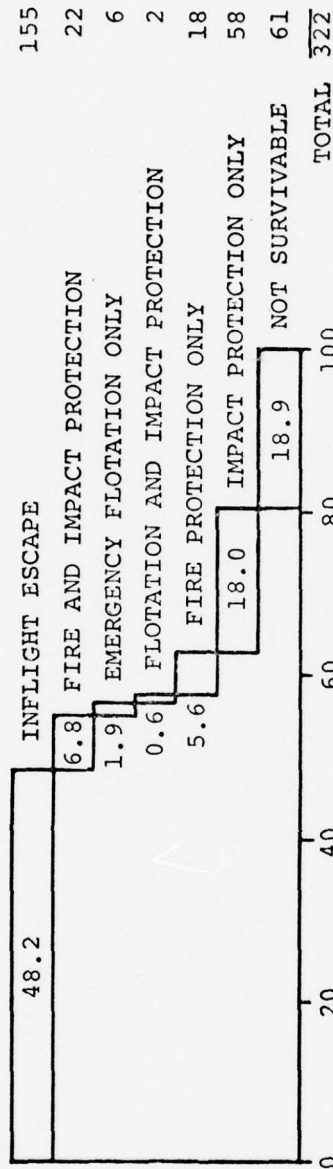 48.2 INFLIGHT ESCAPE 155
6.8 FIRE AND IMPACT PROTECTION 22
1.9 EMERGENCY FLOTATION ONLY 6
0.6 FLOTATION AND IMPACT PROTECTION 2
5.6 FIRE PROTECTION ONLY 18
18.0 IMPACT PROTECTION ONLY 58
18.9 NOT SURVIVABLE 61
0 20 40 60 80 100 TOTAL 322